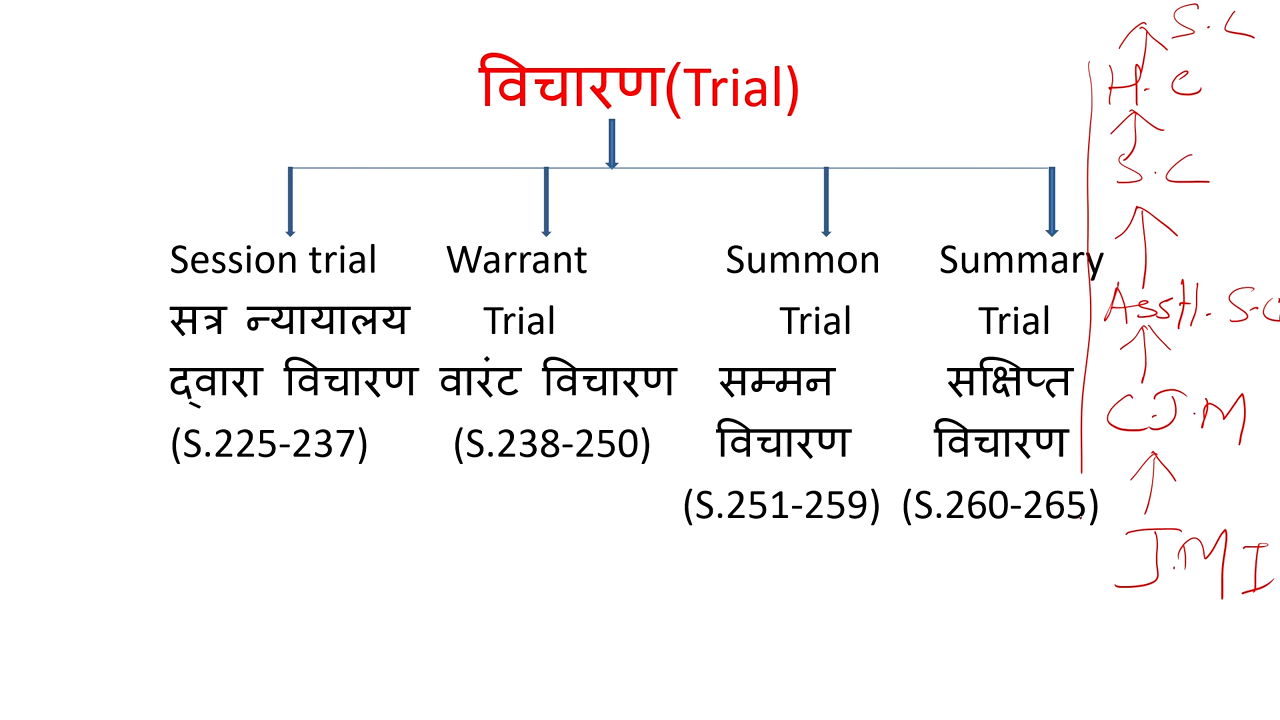 विचारण(Trial)
Session trial Warrant Summon Summary
सत्र न्यायालय Trial Trial Trial
द्वारा विचारण वारंट विचारण सम्मन सक्षिप्त
(S.225-237) (S.238-250) विचारण विचारण
(S.251-259) (S.260-265)
S.C
H.C
S.C
Asstt. S.C
C.J.M
J.M I